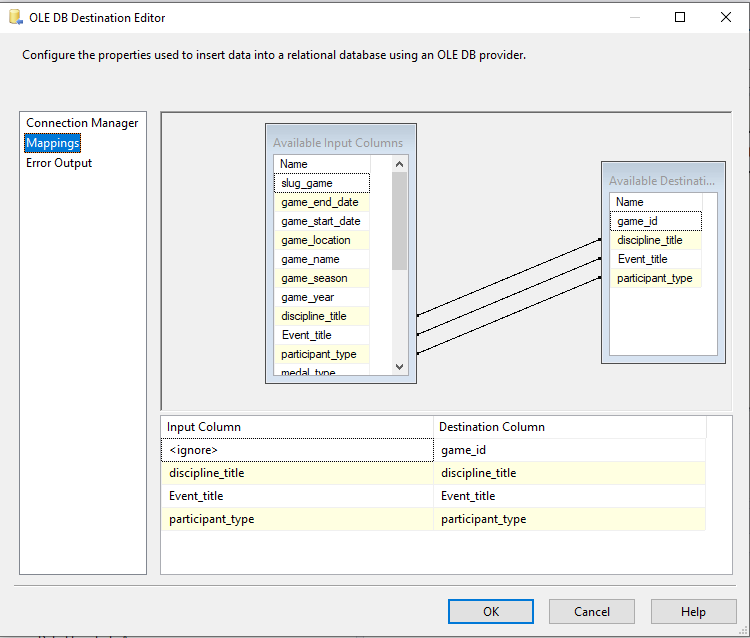 OLE DB Destination Editor
Configure the properties used to insert data into a relational database using an OLE DB provider.
Connection Manager
Mappings
Error Output
Available Input Columns
Name
slug_game
game_end_date
game_start_date
game_location
game_name
game_season
game_year
discipline_title
Event_title
participant_type
medal_type
Available Destinati...
Name
game_id
discipline_title
Event_title
participant_type
Input Column Destination Column
<ignore> game_id
discipline_title discipline_title
Event_title Event_title
participant_type participant_type
OK Cancel Help